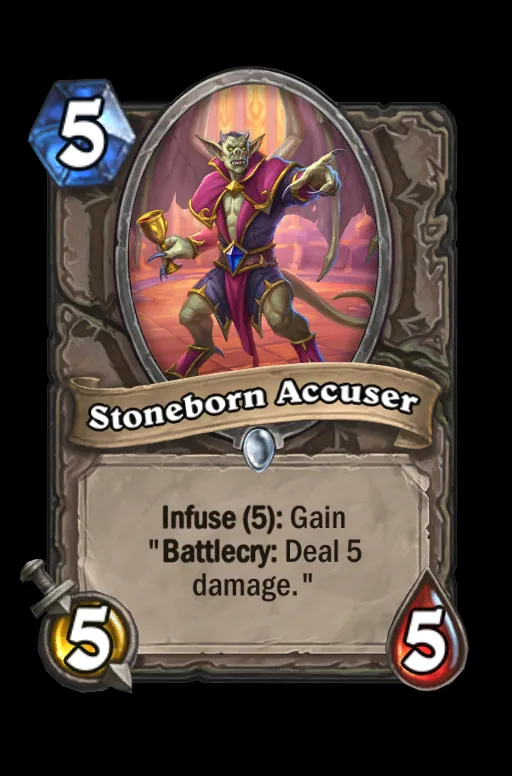 5
Stoneborn Accuser
Infuse (5): Gain
"Battlecry: Deal 5
damage."
5
5